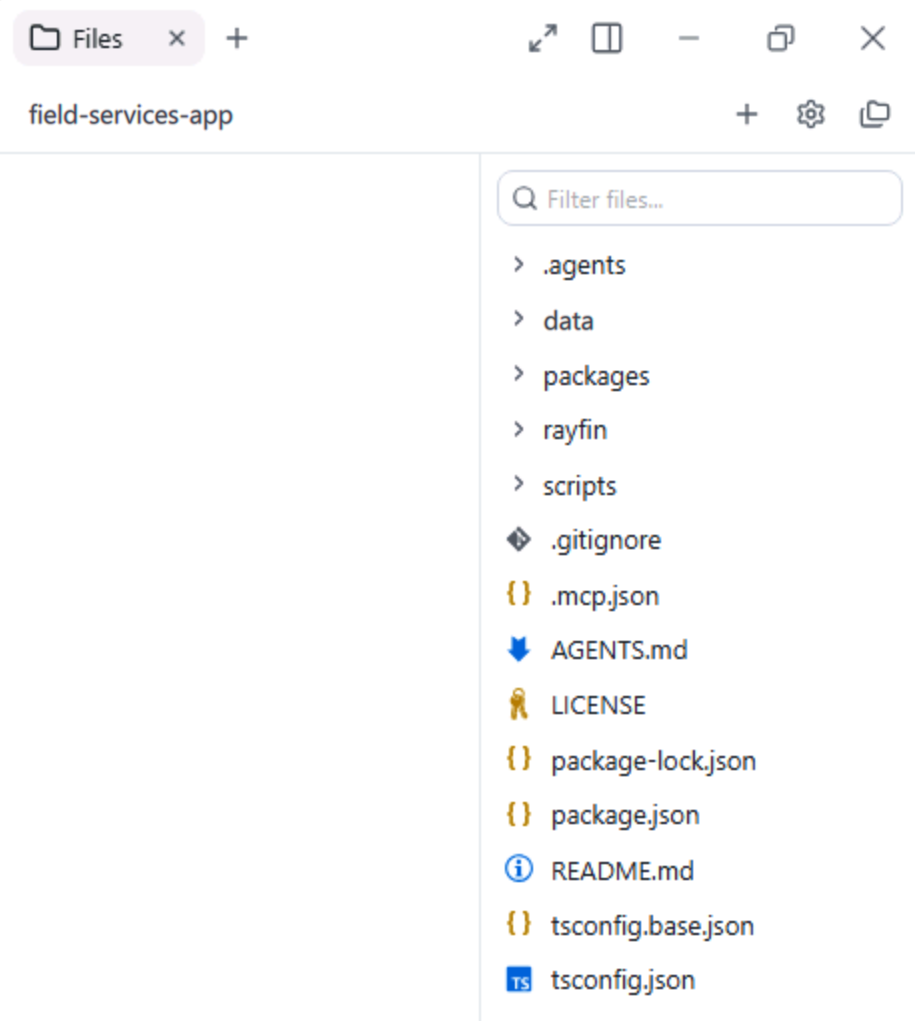 Files
field-services-app
Filter files...
.agents
data
packages
rayfin
scripts
.gitignore
.mcp.json
AGENTS.md
LICENSE
package-lock.json
package.json
README.md
tsconfig.base.json
TS tsconfig.json